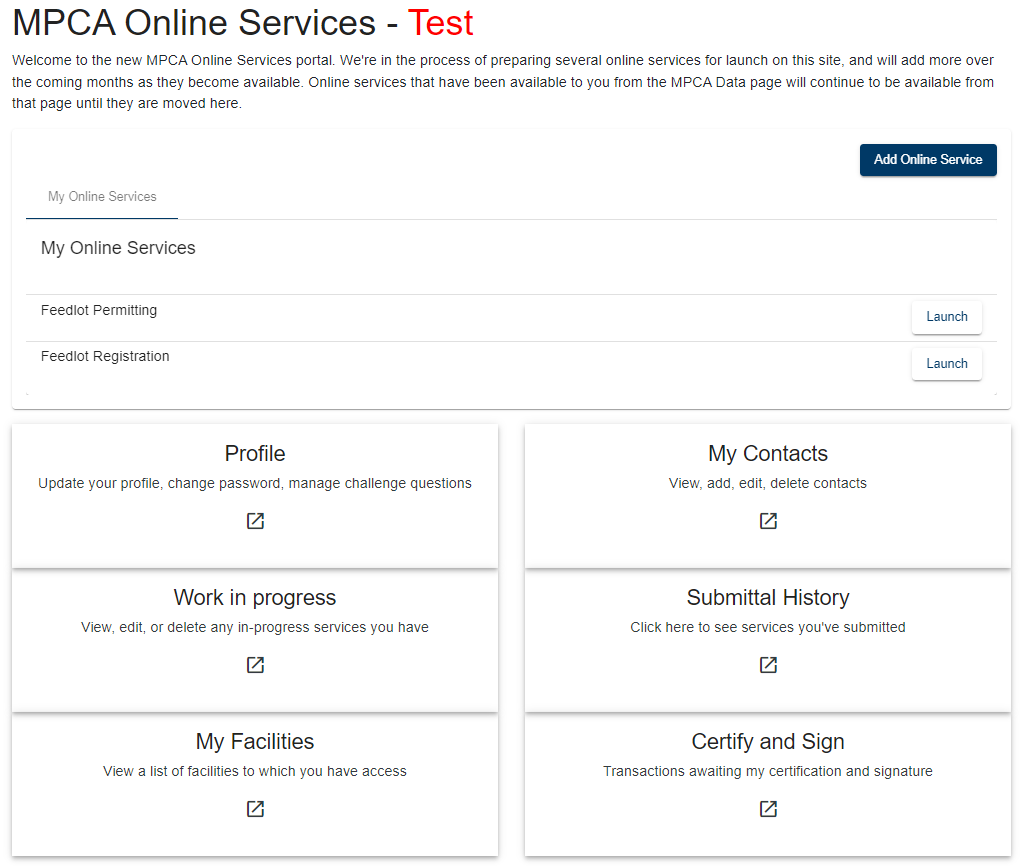 MPCA Online Services - Test
Welcome to the new MPCA Online Services portal. We're in the process of preparing several online services for launch on this site, and will add more over
the coming months as they become available. Online services that have been available to you from the MPCA Data page will continue to be available from
that page until they are moved here.
Add Online Service
My Online Services
My Online Services
Feedlot Permitting
Launch
Feedlot Registration
Launch
Profile
Update your profile, change password, manage challenge questions
My Contacts
View, add, edit, delete contacts
Work in progress
View, edit, or delete any in-progress services you have
Submittal History
Click here to see services you've submitted
My Facilities
View a list of facilities to which you have access
Certify and Sign
Transactions awaiting my certification and signature